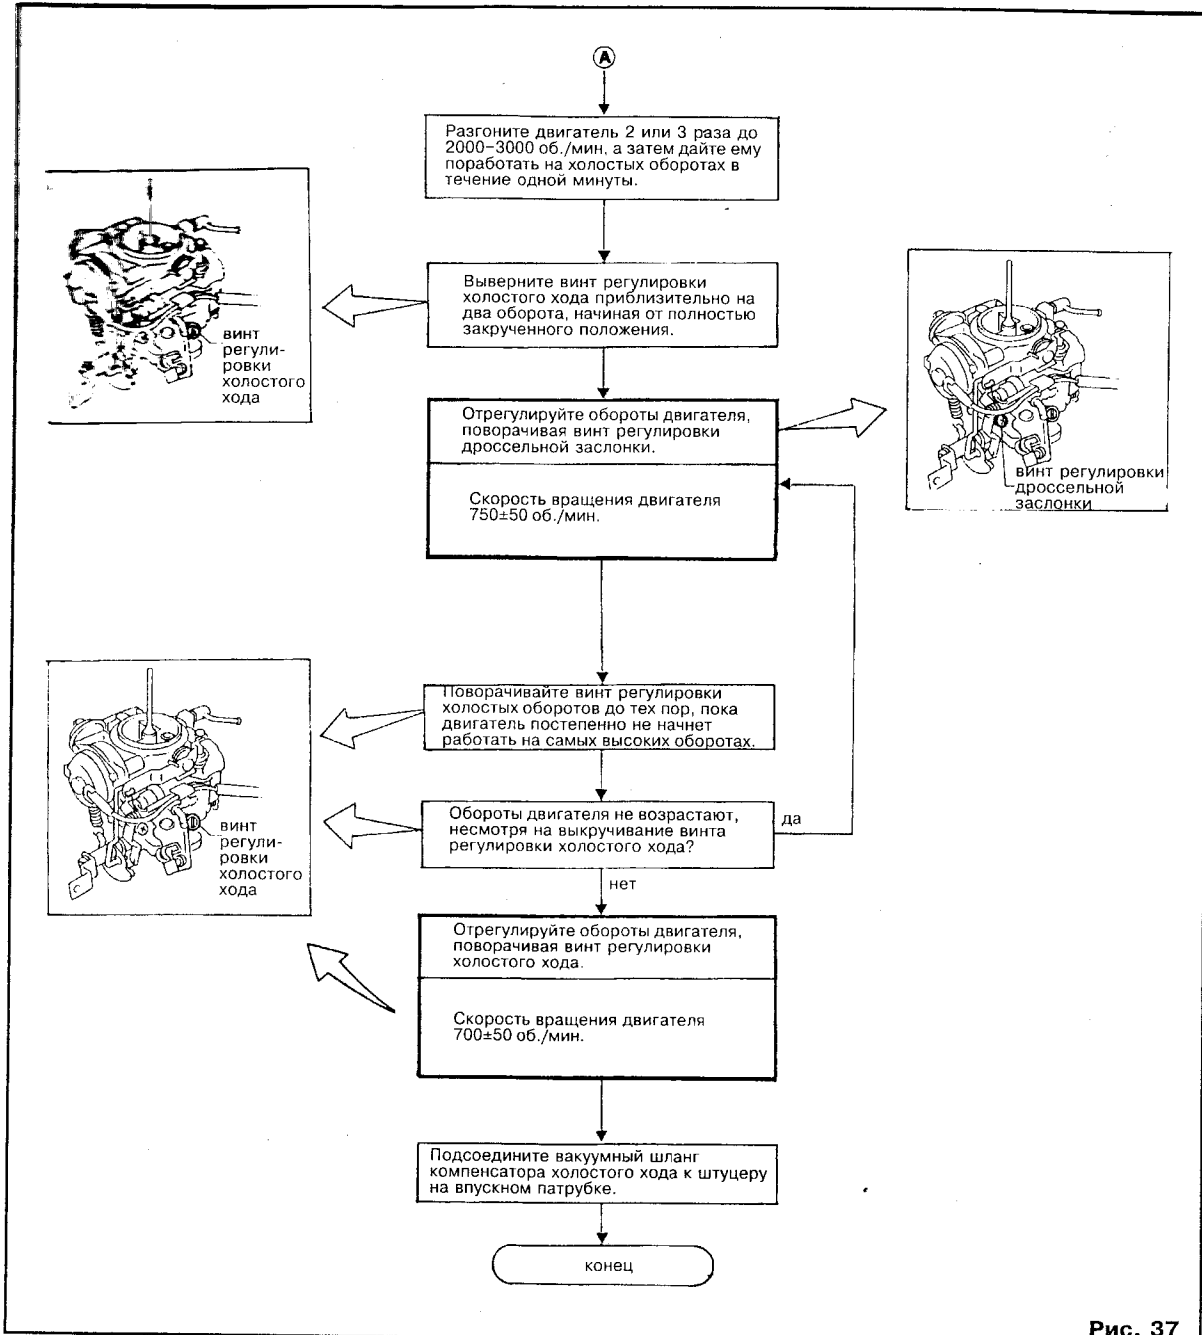 A
Разгоните двигатель 2 или 3 раза до
2000–3000 об./мин, а затем дайте ему
поработать на холостых оборотах в
течение одной минуты.
Выверните винт регулировки
холостого хода приблизительно на
два оборота, начиная от полностью
закрученного положения.
винт
регули-
ровки
холостого
хода
Отрегулируйте обороты двигателя,
поворачивая винт регулировки
дроссельной заслонки.
Скорость вращения двигателя
750±50 об./мин.
винт регулировки
дроссельной
заслонки
Поворачивайте винт регулировки
холостых оборотов до тех пор, пока
двигатель постепенно не начнет
работать на самых высоких оборотах.
Обороты двигателя не возрастают,
несмотря на выкручивание винта
регулировки холостого хода?
да
нет
винт
регули-
ровки
холостого
хода
Отрегулируйте обороты двигателя,
поворачивая винт регулировки
холостого хода.
Скорость вращения двигателя
700±50 об./мин.
Подсоедините вакуумный шланг
компенсатора холостого хода к штуцеру
на впускном патрубке.
конец
Рис. 37